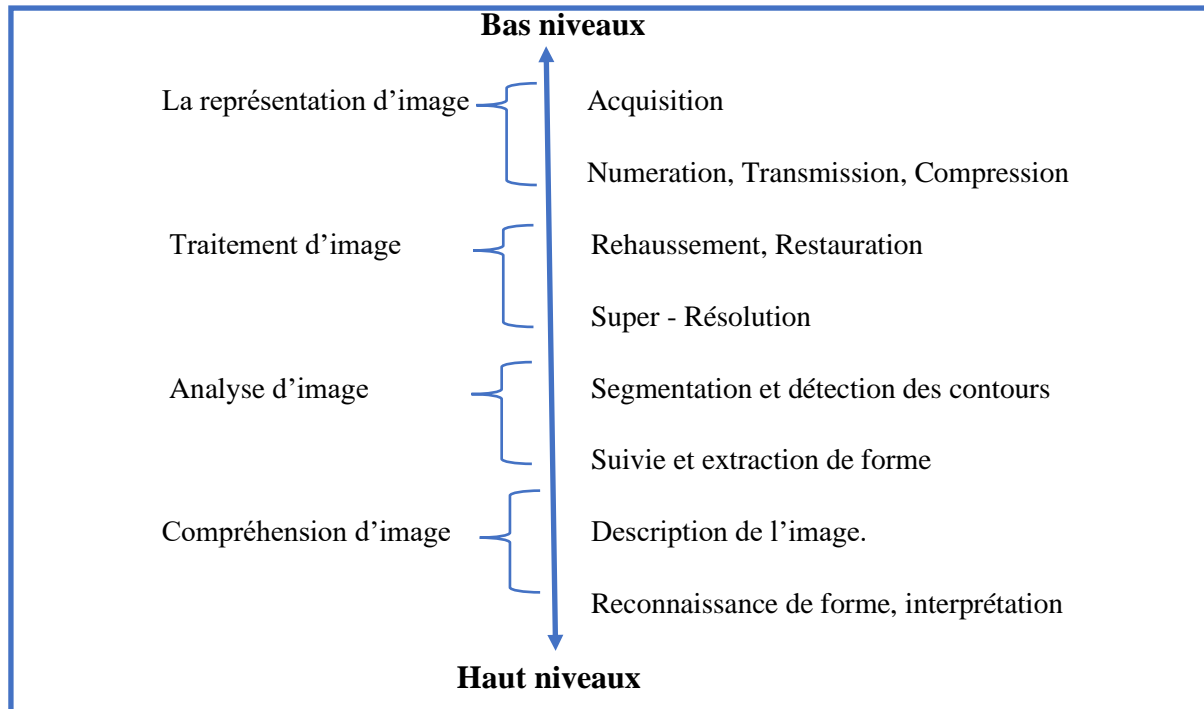 Bas niveaux
La représentation d’image Acquisition
Numeration, Transmission, Compression
Traitement d’image Rehaussement, Restauration
Super - Résolution
Analyse d’image Segmentation et détection des contours
Suivie et extraction de forme
Compréhension d’image Description de l’image.
Reconnaissance de forme, interprétation
Haut niveaux